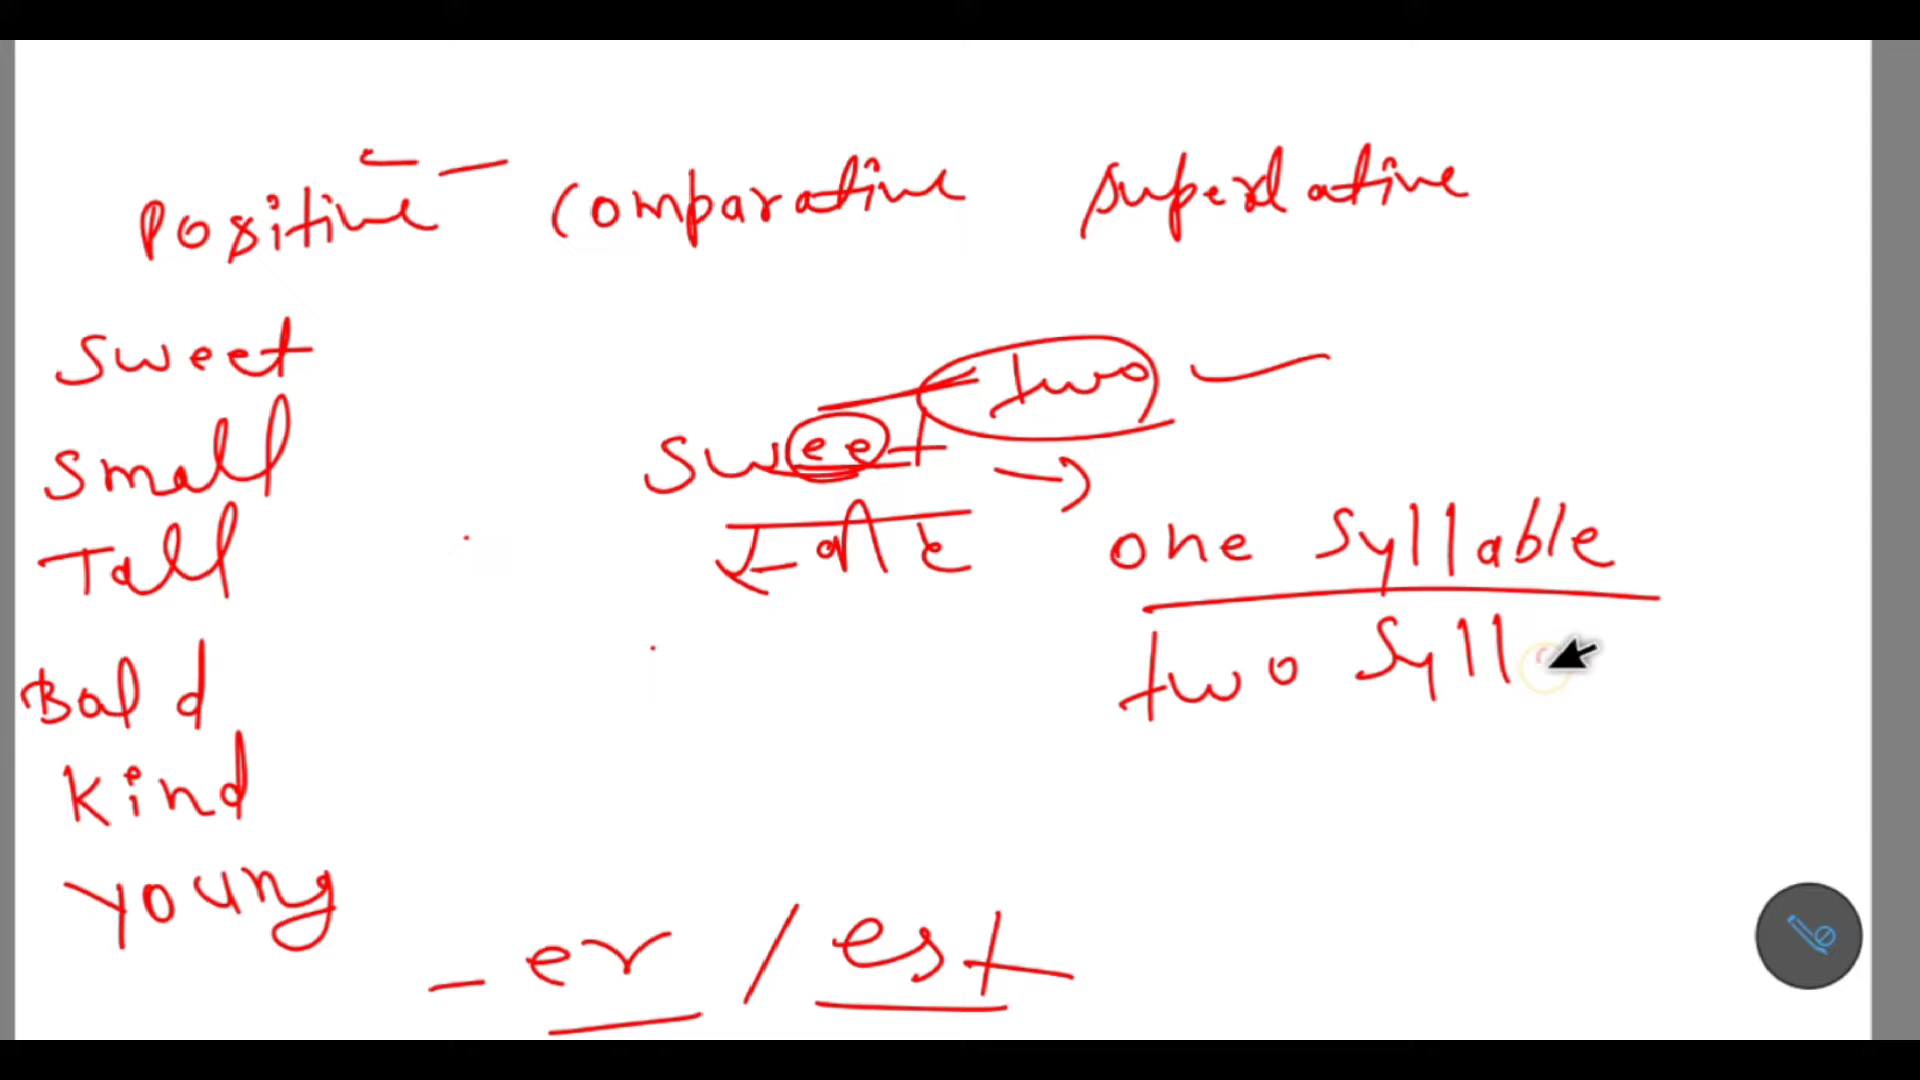 Positive comparative superlative
Sweet
two
Small
Sweet
Tall
one syllable
two syll
Bald
Kind
Young
- er / est